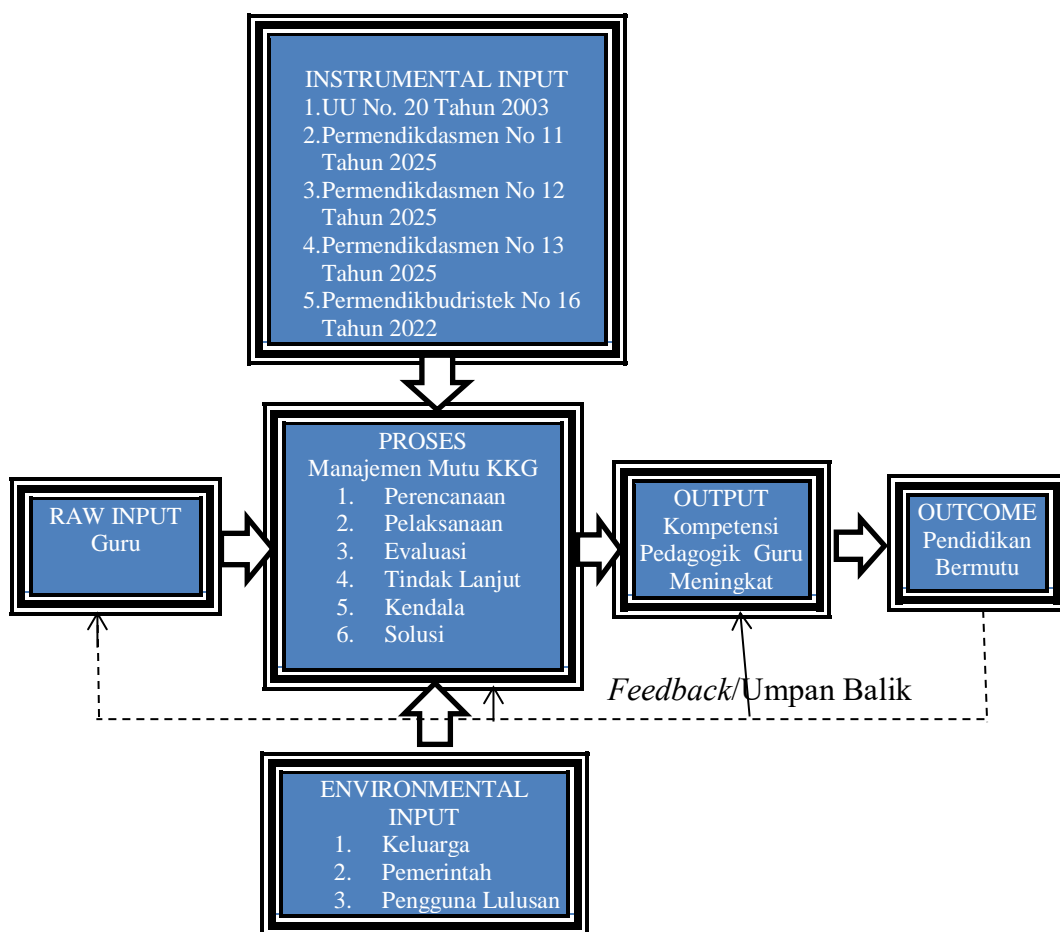 INSTRUMENTAL INPUT
1.UU No. 20 Tahun 2003
2.Permendikdasmen No 11
Tahun 2025
3.Permendikdasmen No 12
Tahun 2025
4.Permendikdasmen No 13
Tahun 2025
5.Permendikbudristek No 16
Tahun 2022
RAW INPUT
Guru
PROSES
Manajemen Mutu KKG
1. Perencanaan
2. Pelaksanaan
3. Evaluasi
4. Tindak Lanjut
5. Kendala
6. Solusi
OUTPUT
Kompetensi
Pedagogik Guru
Meningkat
OUTCOME
Pendidikan
Bermutu
Feedback/Umpan Balik
ENVIRONMENTAL
INPUT
1. Keluarga
2. Pemerintah
3. Pengguna Lulusan